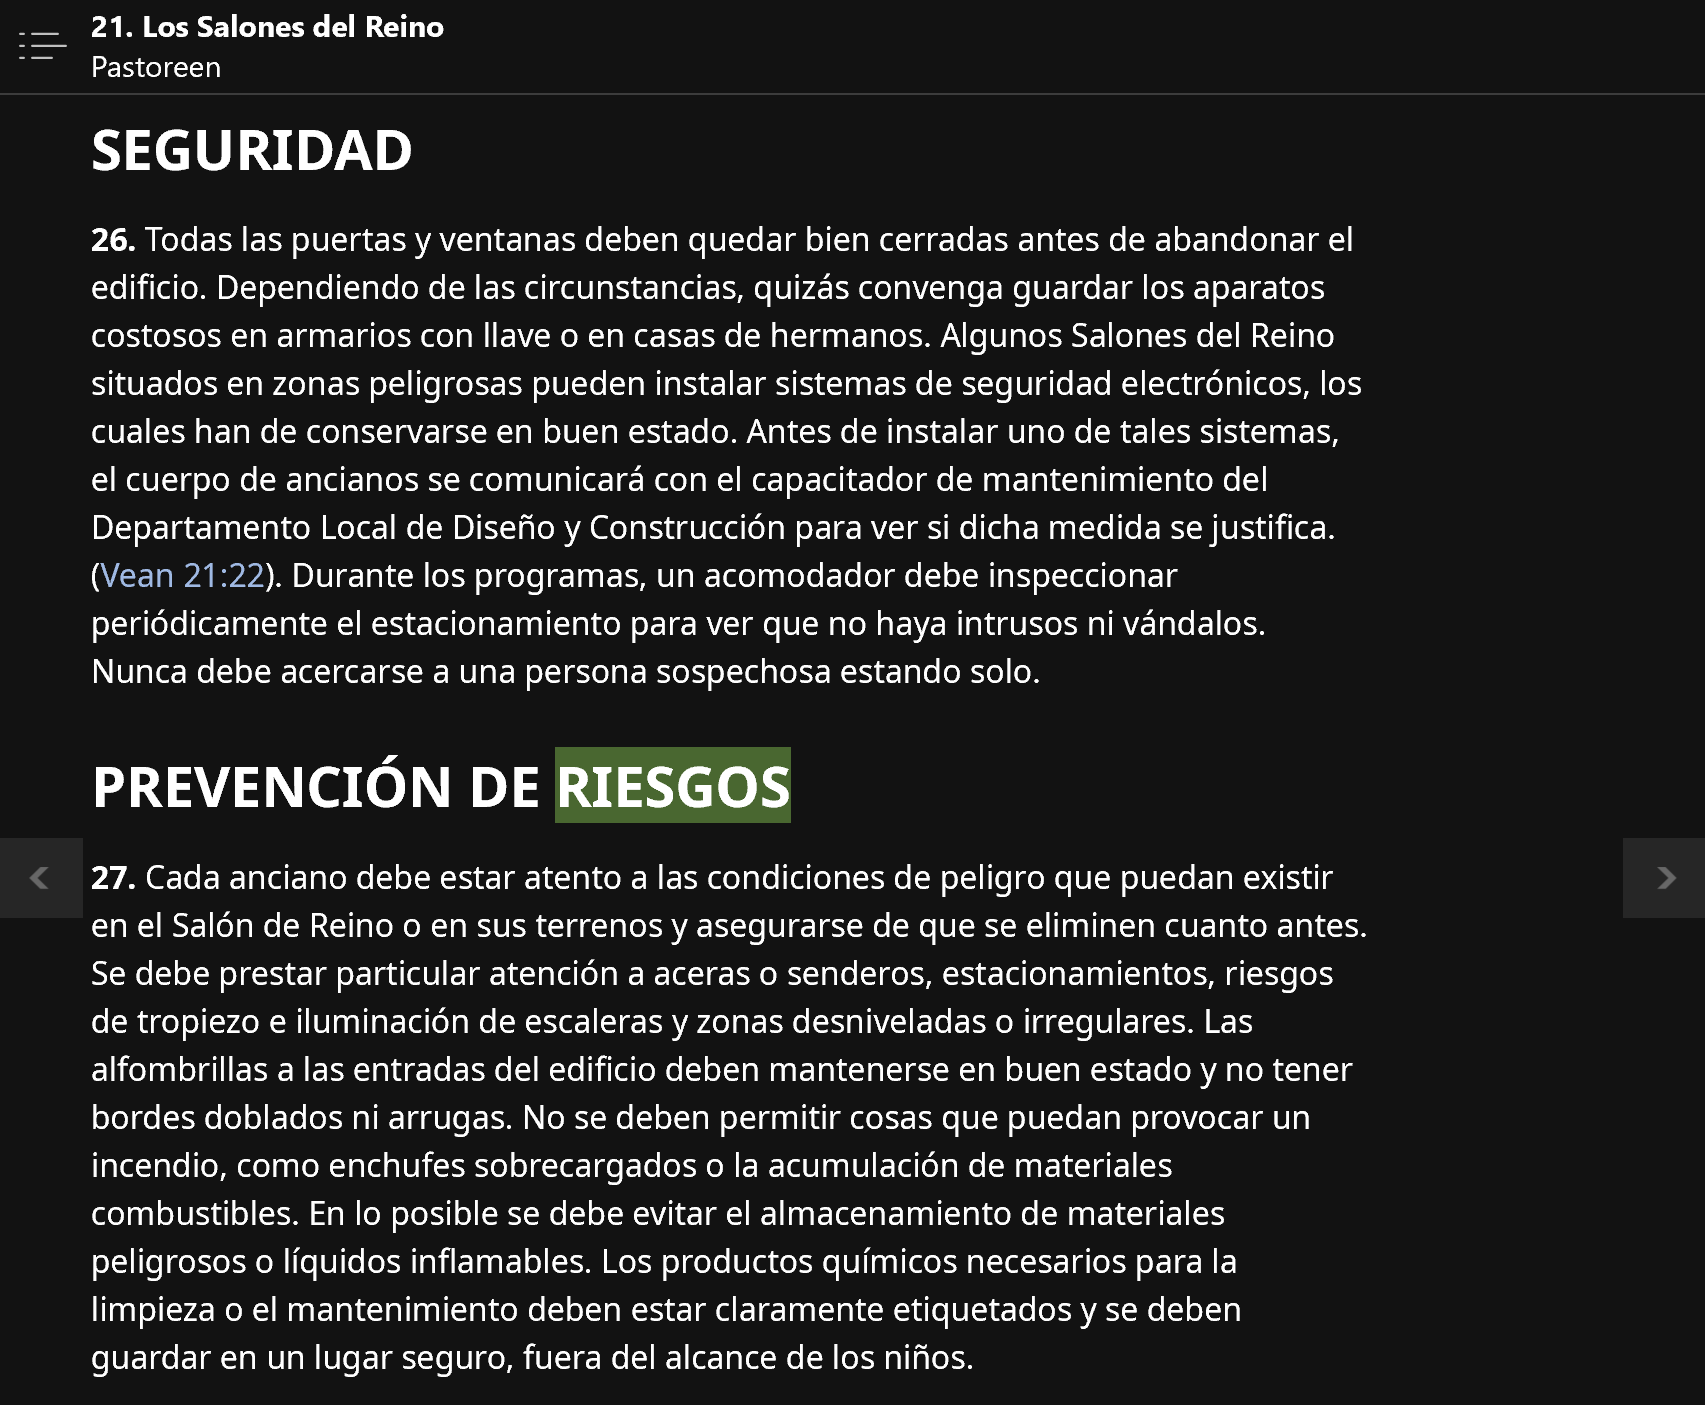 21. Los Salones del Reino
Pastoreen
SEGURIDAD
26. Todas las puertas y ventanas deben quedar bien cerradas antes de abandonar el
edificio. Dependiendo de las circunstancias, quizás convenga guardar los aparatos
costosos en armarios con llave o en casas de hermanos. Algunos Salones del Reino
situados en zonas peligrosas pueden instalar sistemas de seguridad electrónicos, los
cuales han de conservarse en buen estado. Antes de instalar uno de tales sistemas,
el cuerpo de ancianos se comunicará con el capacitador de mantenimiento del
Departamento Local de Diseño y Construcción para ver si dicha medida se justifica.
(Vean 21:22). Durante los programas, un acomodador debe inspeccionar
periódicamente el estacionamiento para ver que no haya intrusos ni vándalos.
Nunca debe acercarse a una persona sospechosa estando solo.
PREVENCIÓN DE RIESGOS
27. Cada anciano debe estar atento a las condiciones de peligro que puedan existir
en el Salón de Reino o en sus terrenos y asegurarse de que se eliminen cuanto antes.
Se debe prestar particular atención a aceras o senderos, estacionamientos, riesgos
de tropiezo e iluminación de escaleras y zonas desniveladas o irregulares. Las
alfombrillas a las entradas del edificio deben mantenerse en buen estado y no tener
bordes doblados ni arrugas. No se deben permitir cosas que puedan provocar un
incendio, como enchufes sobrecargados o la acumulación de materiales
combustibles. En lo posible se debe evitar el almacenamiento de materiales
peligrosos o líquidos inflamables. Los productos químicos necesarios para la
limpieza o el mantenimiento deben estar claramente etiquetados y se deben
guardar en un lugar seguro, fuera del alcance de los niños.